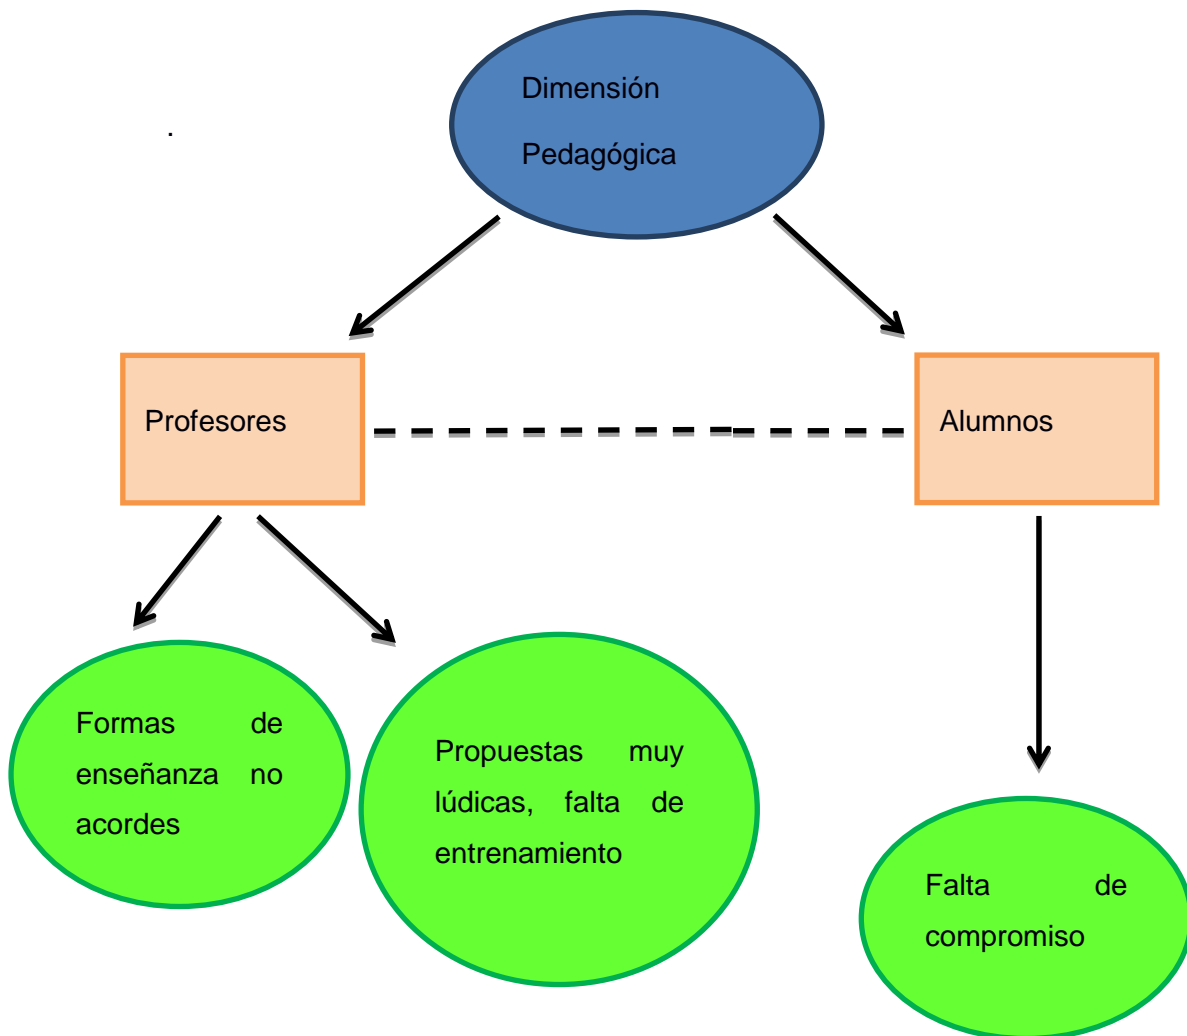 Dimensión
Pedagógica
.
Profesores
Alumnos
Formas de
enseñanza no
acordes
Propuestas muy
lúdicas, falta de
entrenamiento
Falta de
compromiso